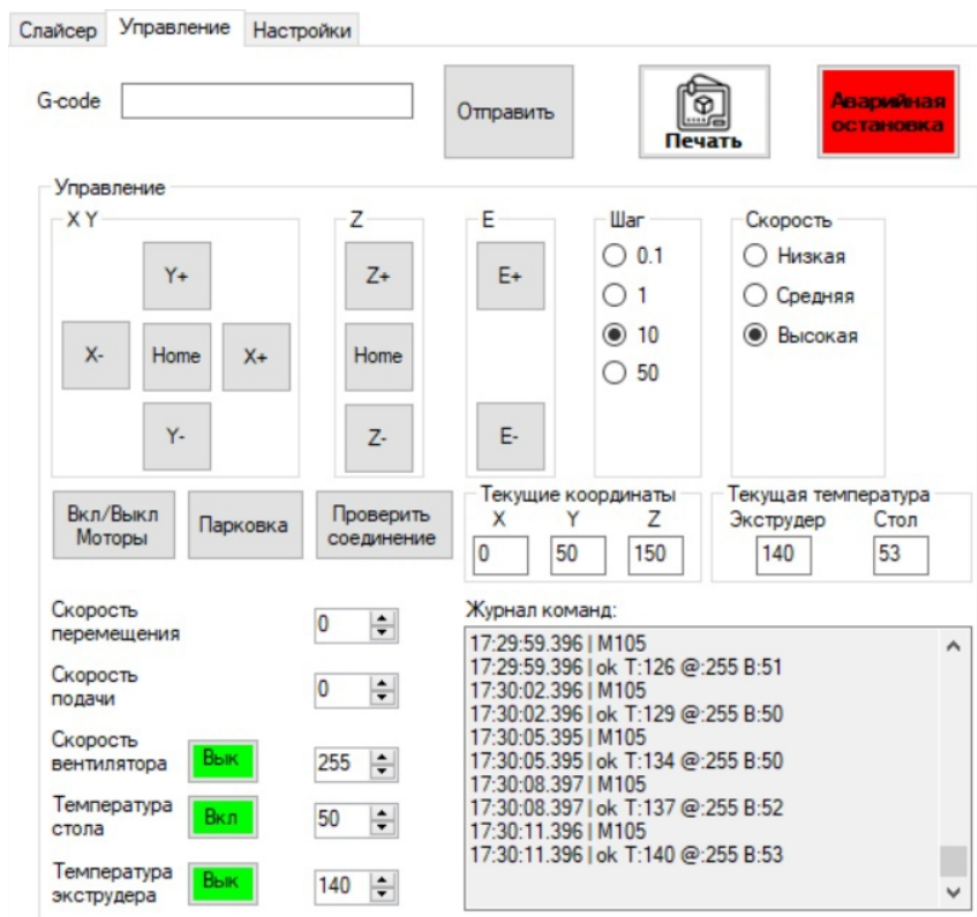 Слайсер Управление Настройки
G-code
Отправить
Печать
Аварийная
остановка
Управление
X Y
Y+
X-
Home
X+
Y-
Z
Z+
Home
Z-
E
E+
E-
Шаг
0.1
1
10
50
Скорость
Низкая
Средняя
Высокая
Вкл/Выкл
Моторы
Парковка
Проверить
соединение
Текущие координаты
X Y Z
0 50 150
Текущая температура
Экструдер Стол
140 53
Скорость
перемещения
0
Скорость
подачи
0
Скорость
вентилятора
Вык
255
Температура
стола
Вкл
50
Температура
экструдера
Вык
140
Журнал команд:
17:29:59.396 | M105
17:29:59.396 | ok T:126 @:255 B:51
17:30:02.396 | M105
17:30:02.396 | ok T:129 @:255 B:50
17:30:05.395 | M105
17:30:05.395 | ok T:134 @:255 B:50
17:30:08.397 | M105
17:30:08.397 | ok T:137 @:255 B:52
17:30:11.396 | M105
17:30:11.396 | ok T:140 @:255 B:53